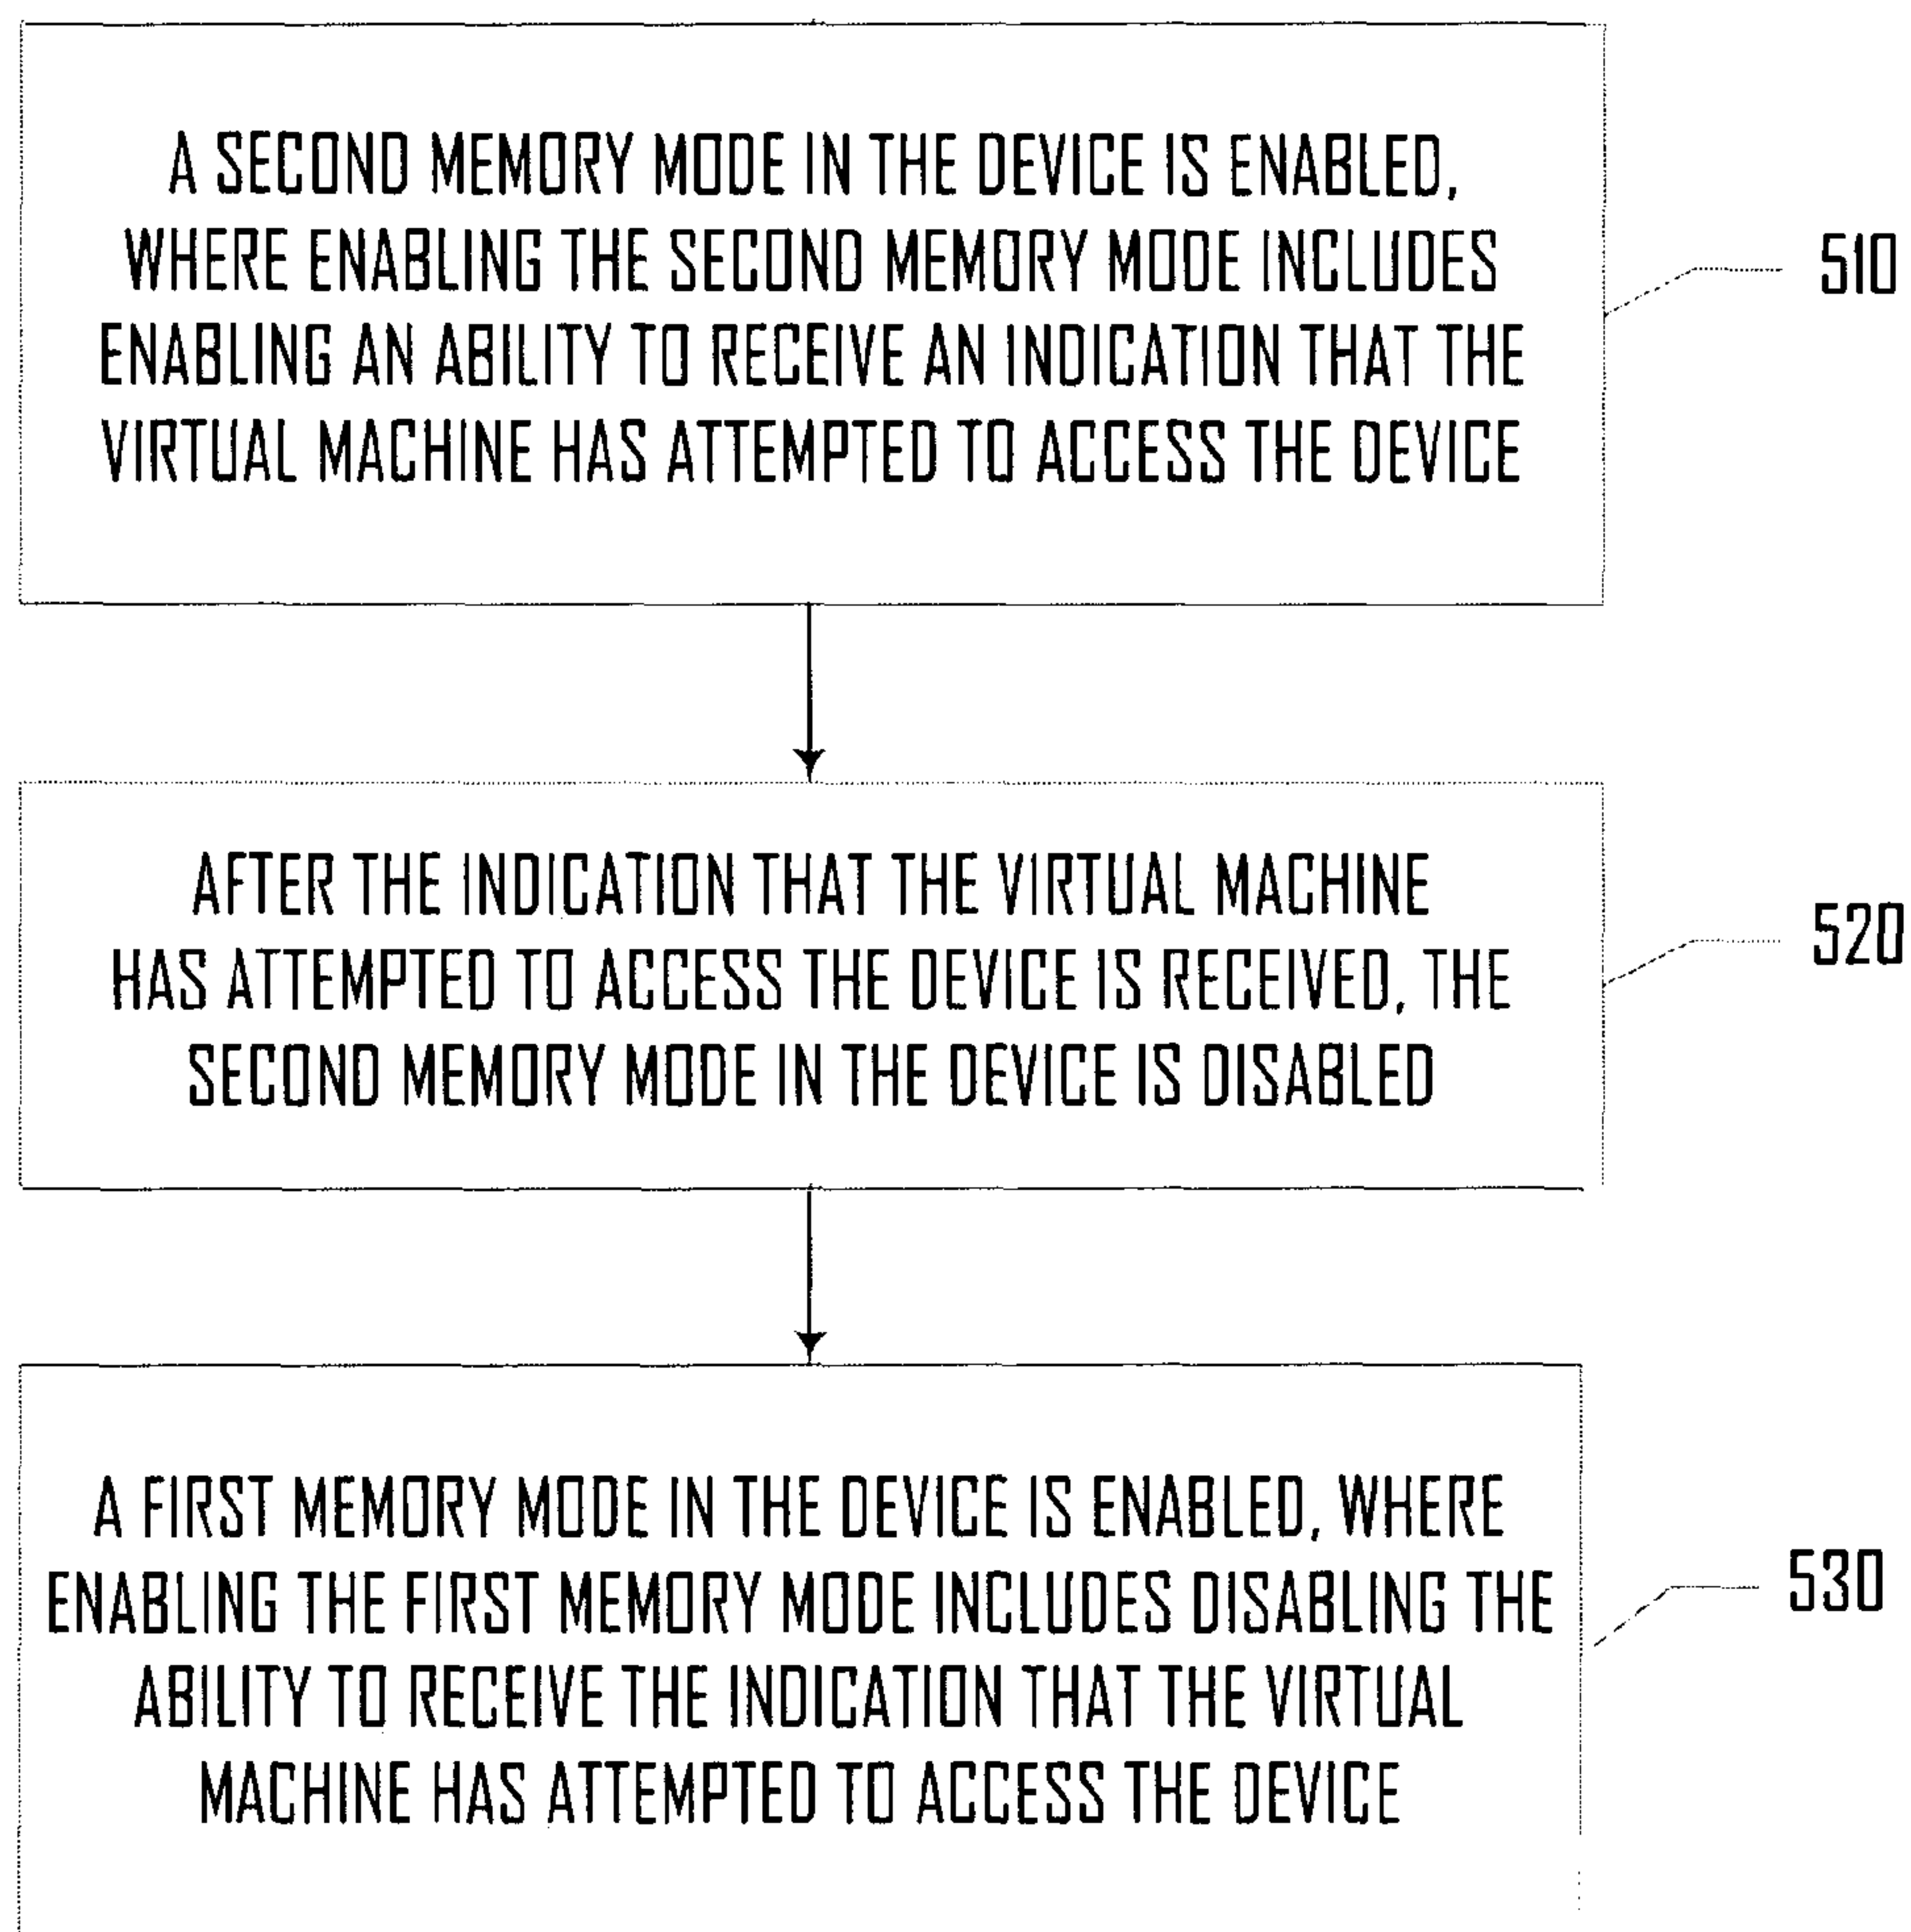 A SECOND MEMORY MODE IN THE DEVICE IS ENABLED,
WHERE ENABLING THE SECOND MEMORY MODE INCLUDES
ENABLING AN ABILITY TO RECEIVE AN INDICATION THAT THE
VIRTUAL MACHINE HAS ATTEMPTED TO ACCESS THE DEVICE
510
AFTER THE INDICATION THAT THE VIRTUAL MACHINE
HAS ATTEMPTED TO ACCESS THE DEVICE IS RECEIVED, THE
SECOND MEMORY MODE IN THE DEVICE IS DISABLED
520
A FIRST MEMORY MODE IN THE DEVICE IS ENABLED, WHERE
ENABLING THE FIRST MEMORY MODE INCLUDES DISABLING THE
ABILITY TO RECEIVE THE INDICATION THAT THE VIRTUAL
MACHINE HAS ATTEMPTED TO ACCESS THE DEVICE
530